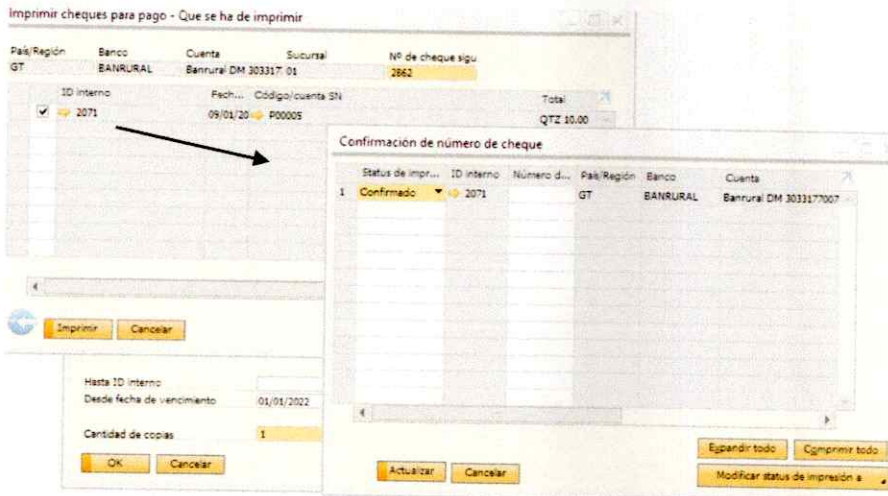 Imprimir cheques para pago - Que se ha de imprimir
País/Región Banco Cuenta Sucursal Nº de cheque sigu
GT BANRURAL Banrural DM 303317 01 2862
ID interno Fech... Código/cuenta SN Total
2071 09/01/20 P00005 QTZ 10.00
Imprimir Cancelar
Hasta ID interno
Desde fecha de vencimiento 01/01/2022
Cantidad de copias 1
OK Cancelar
Confirmación de número de cheque
Status de impr... ID interno Número d... País/Región Banco Cuenta
1 Confirmado 2071 GT BANRURAL Banrural DM 3033177007
Expandir todo Comprimir todo
Actualizar Cancelar Modificar status de impresión a